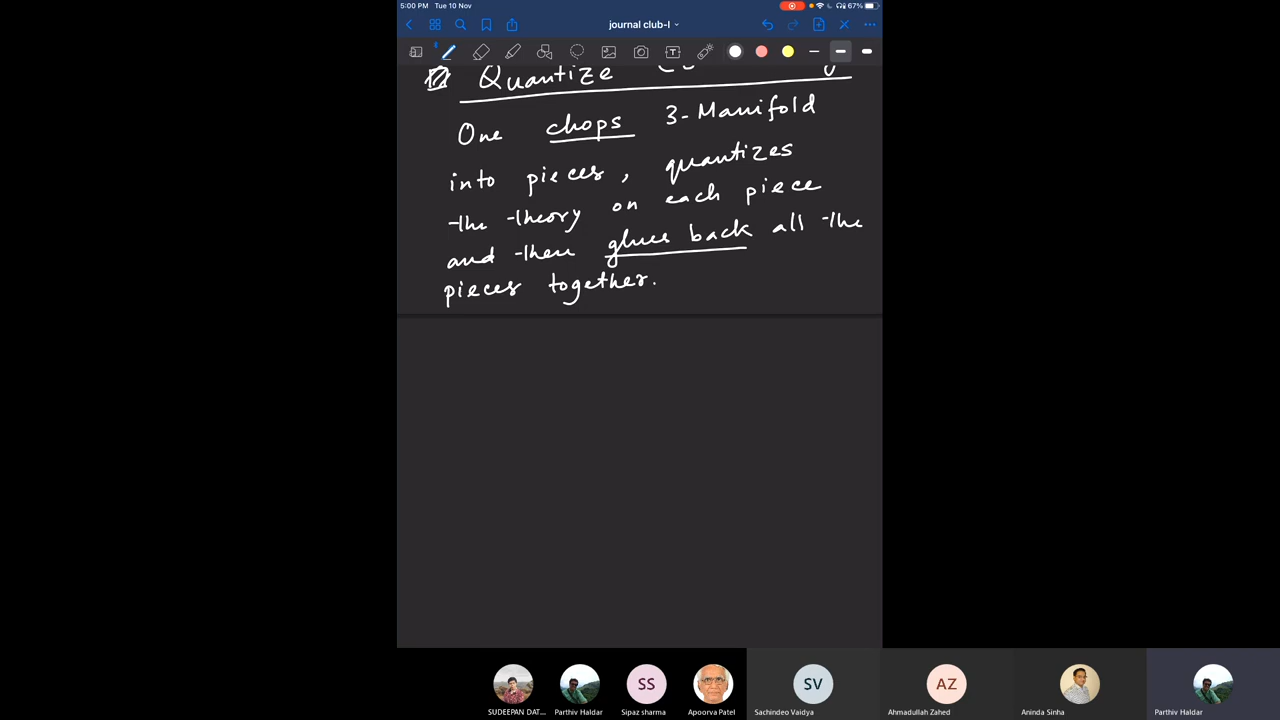 5:00 PM Tue 10 Nov
67%
journal club-I
Quantize
One chops 3-Manifold
into pieces, quantizes
the theory on each piece
and then glues back all the
pieces together.
SS
SV
AZ
SUDEEPAN DAT... Parthiv Haldar Sipaz sharma Apoorva Patel Sachindeo Vaidya Ahmadullah Zahed Aninda Sinha Parthiv Haldar